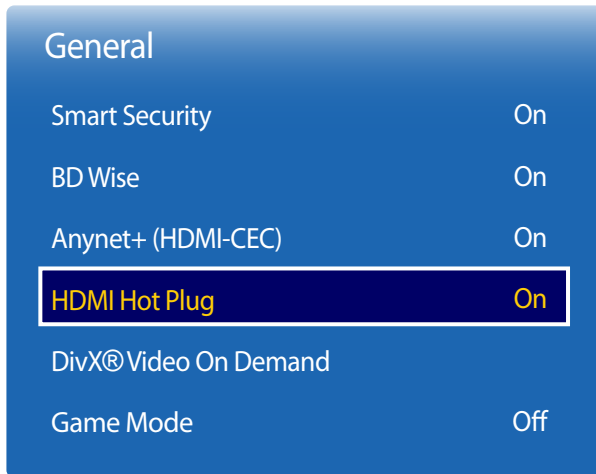 General
Smart Security On
BD Wise On
Anynet+ (HDMI-CEC) On
HDMI Hot Plug On
DivX® Video On Demand
Game Mode Off